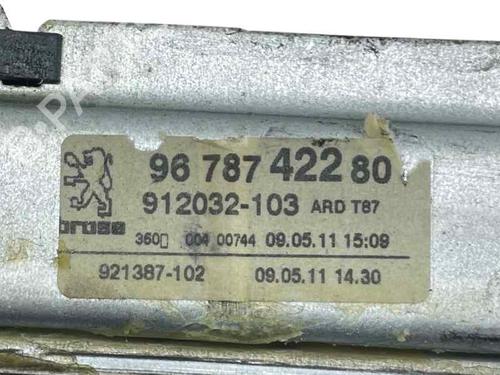 96 787 422 80
912032-103 ARD T87
brose
360▯ 004 00744 09.05.11 15:09
921387-102 09.05.11 14.30